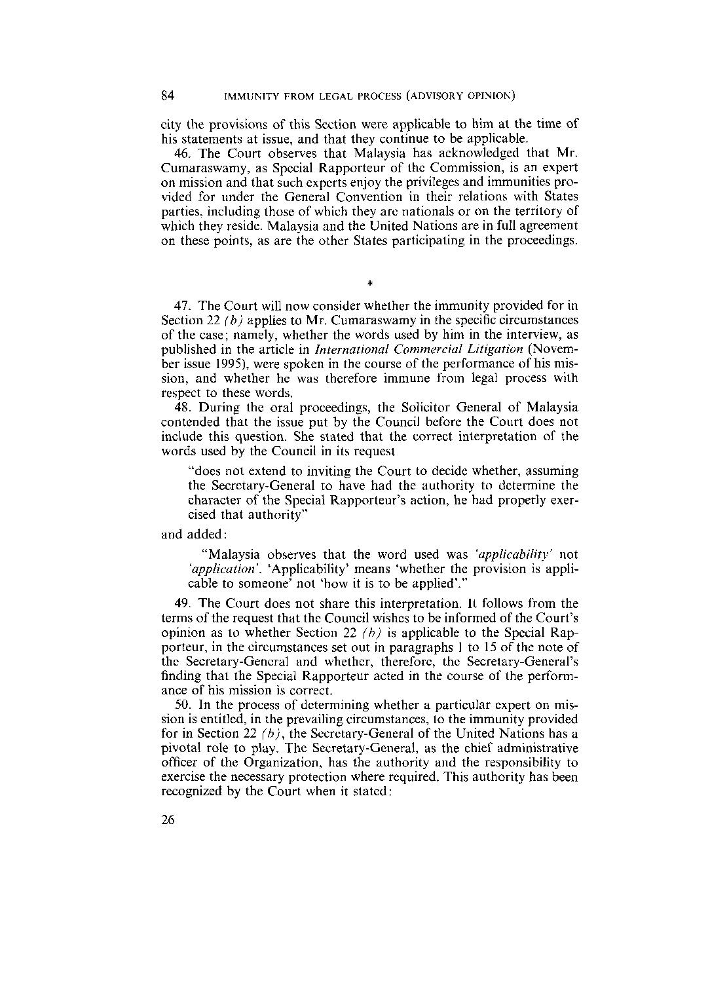 84 IMMUNITY FROM LEGAL PROCESS (ADVISORY OPINION)
city the provisions of this Section were applicable to him at the time of
his statements at issue, and that they continue to be applicable.
46. The Court observes that Malaysia has acknowledged that Mr.
Cumaraswamy, as Special Rapporteur of the Commission, is an expert
on mission and that such experts enjoy the privileges and immunities pro-
vided for under the General Convention in their relations with States
parties, including those of which they are nationals or on the territory of
which they reside. Malaysia and the United Nations are in full agreement
on these points, as are the other States participating in the proceedings.
*
47. The Court will now consider whether the immunity provided for in
Section 22 (b) applies to Mr. Cumaraswamy in the specific circumstances
of the case; namely, whether the words used by him in the interview, as
published in the article in International Commercial Litigation (Novem-
ber issue 1995), were spoken in the course of the performance of his mis-
sion, and whether he was therefore immune from legal process with
respect to these words.
48. During the oral proceedings, the Solicitor General of Malaysia
contended that the issue put by the Council before the Court does not
include this question. She stated that the correct interpretation of the
words used by the Council in its request
“does not extend to inviting the Court to decide whether, assuming
the Secretary-General to have had the authority to determine the
character of the Special Rapporteur's action, he had properly exer-
cised that authority”
and added:
“Malaysia observes that the word used was ‘applicability’ not
‘application’. ‘Applicability’ means ‘whether the provision is appli-
cable to someone’ not ‘how it is to be applied’.”
49. The Court does not share this interpretation. It follows from the
terms of the request that the Council wishes to be informed of the Court's
opinion as to whether Section 22 (b) is applicable to the Special Rap-
porteur, in the circumstances set out in paragraphs 1 to 15 of the note of
the Secretary-General and whether, therefore, the Secretary-General's
finding that the Special Rapporteur acted in the course of the perform-
ance of his mission is correct.
50. In the process of determining whether a particular expert on mis-
sion is entitled, in the prevailing circumstances, to the immunity provided
for in Section 22 (b), the Secretary-General of the United Nations has a
pivotal role to play. The Secretary-General, as the chief administrative
officer of the Organization, has the authority and the responsibility to
exercise the necessary protection where required. This authority has been
recognized by the Court when it stated:
26